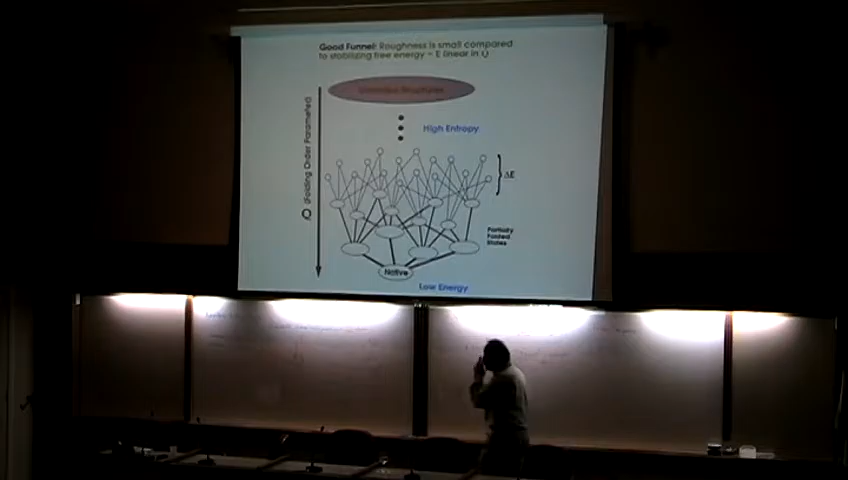 Good Funnel: Roughness is small compared
to stabilizing free energy - E linear in Q
High Entropy
ΔE
Q (Folding Order Parameter)
Partially
Folded
States
Native
Low Energy